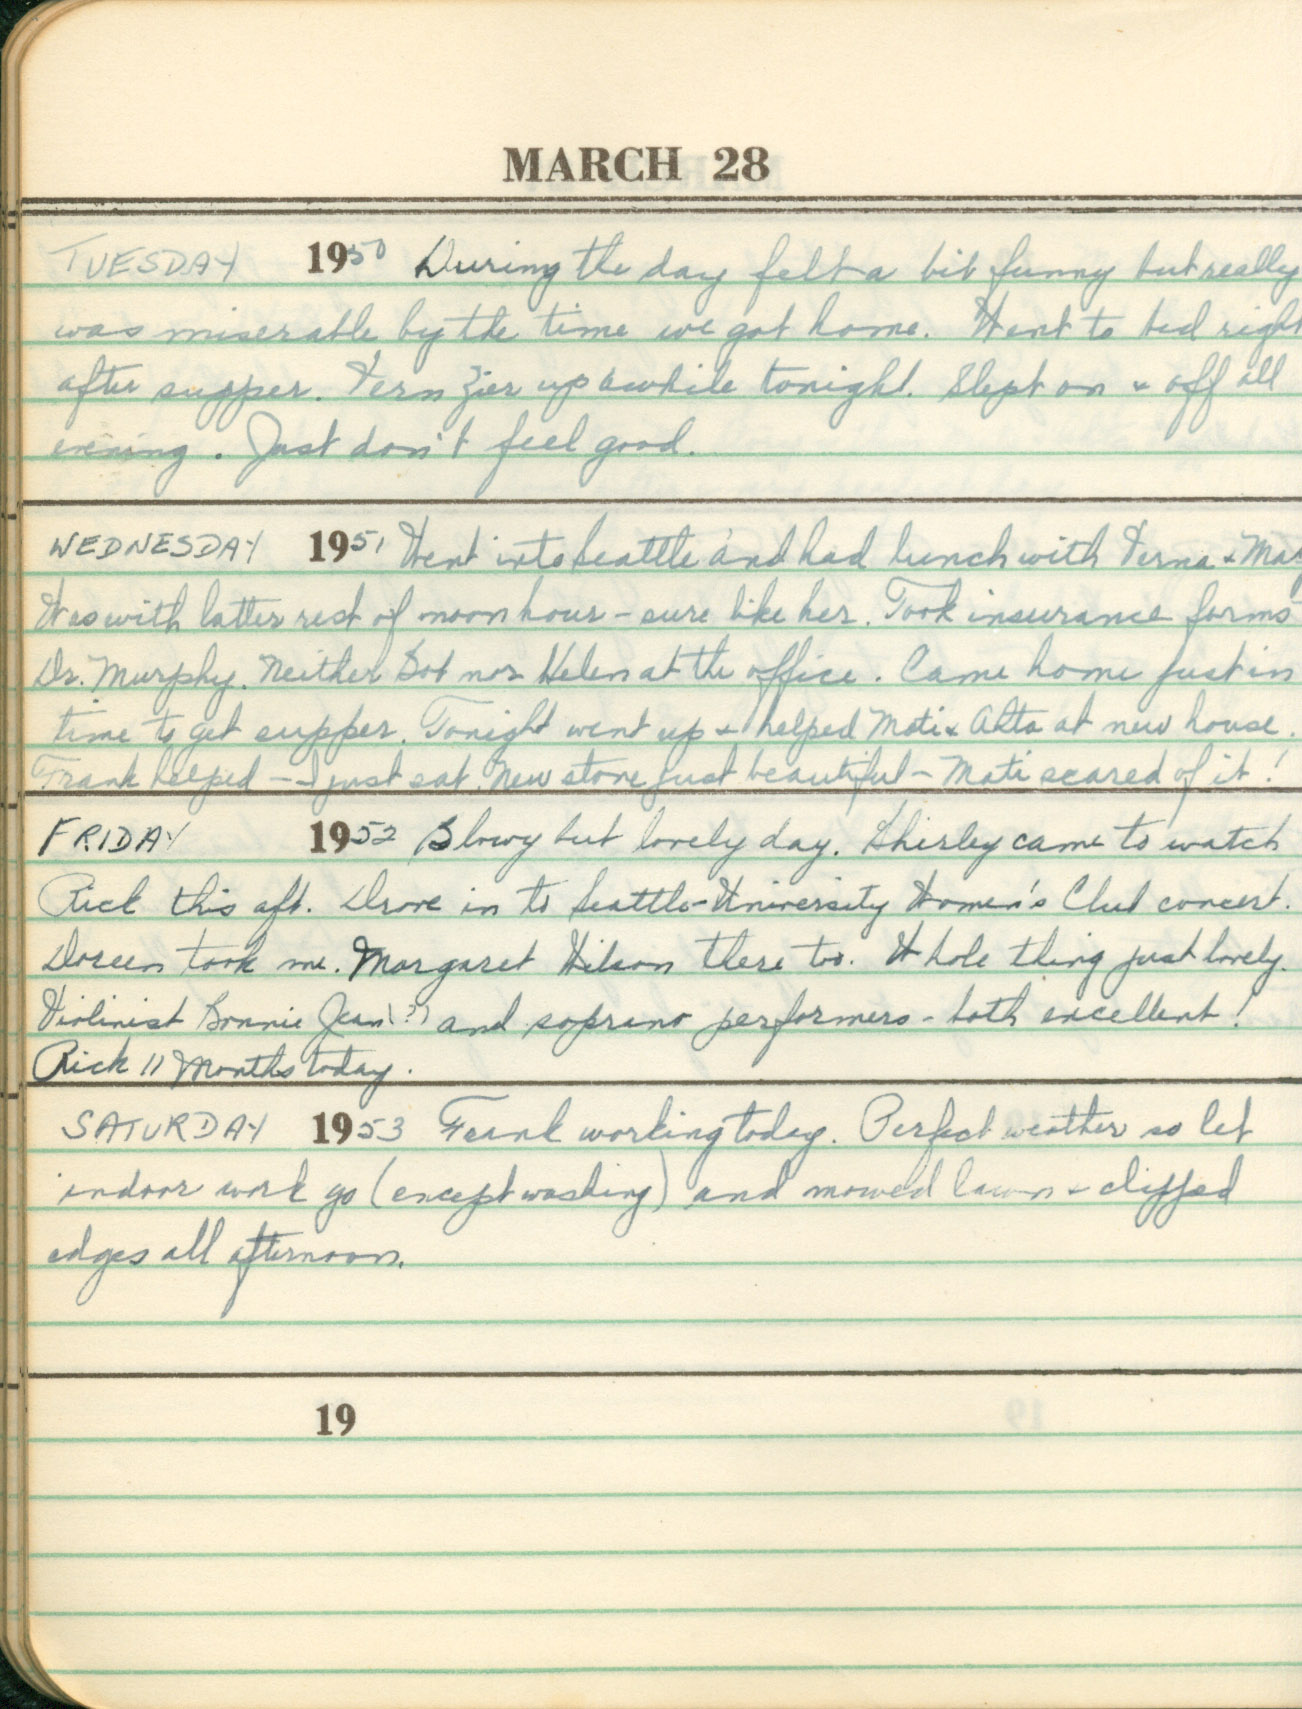 MARCH 28
TUESDAY 1950 During the day felt a bit funny but really
was miserable by the time we got home. Went to bed right
after supper. Fern Zier up awhile tonight. Slept on & off all
evening. Just don't feel good.
WEDNESDAY 1951 Went into Seattle and had lunch with Verna & Mar
Was with latter rest of noon hour - sure like her. Took insurance forms
Dr. Murphy. Neither Dot nor Helen at the office. Came home just in
time to get supper. Tonight went up & helped Moti & Alta at new house.
Frank helped - I just sat. New stove just beautiful - Moti scared of it!
FRIDAY 1952 Blowy but lovely day. Shirley came to watch
Rick this aft. Drove in to Seattle - University Women's Club concert.
Doreen took me. Margaret Wilson there too. Whole thing just lovely.
Violinist Bonnie Jean (?) and soprano performers - both excellent!
Rick 11 Months today.
SATURDAY 1953 Frank working today. Perfect weather so let
indoor work go (except washing) and mowed lawn & clipped
edges all afternoon.
19